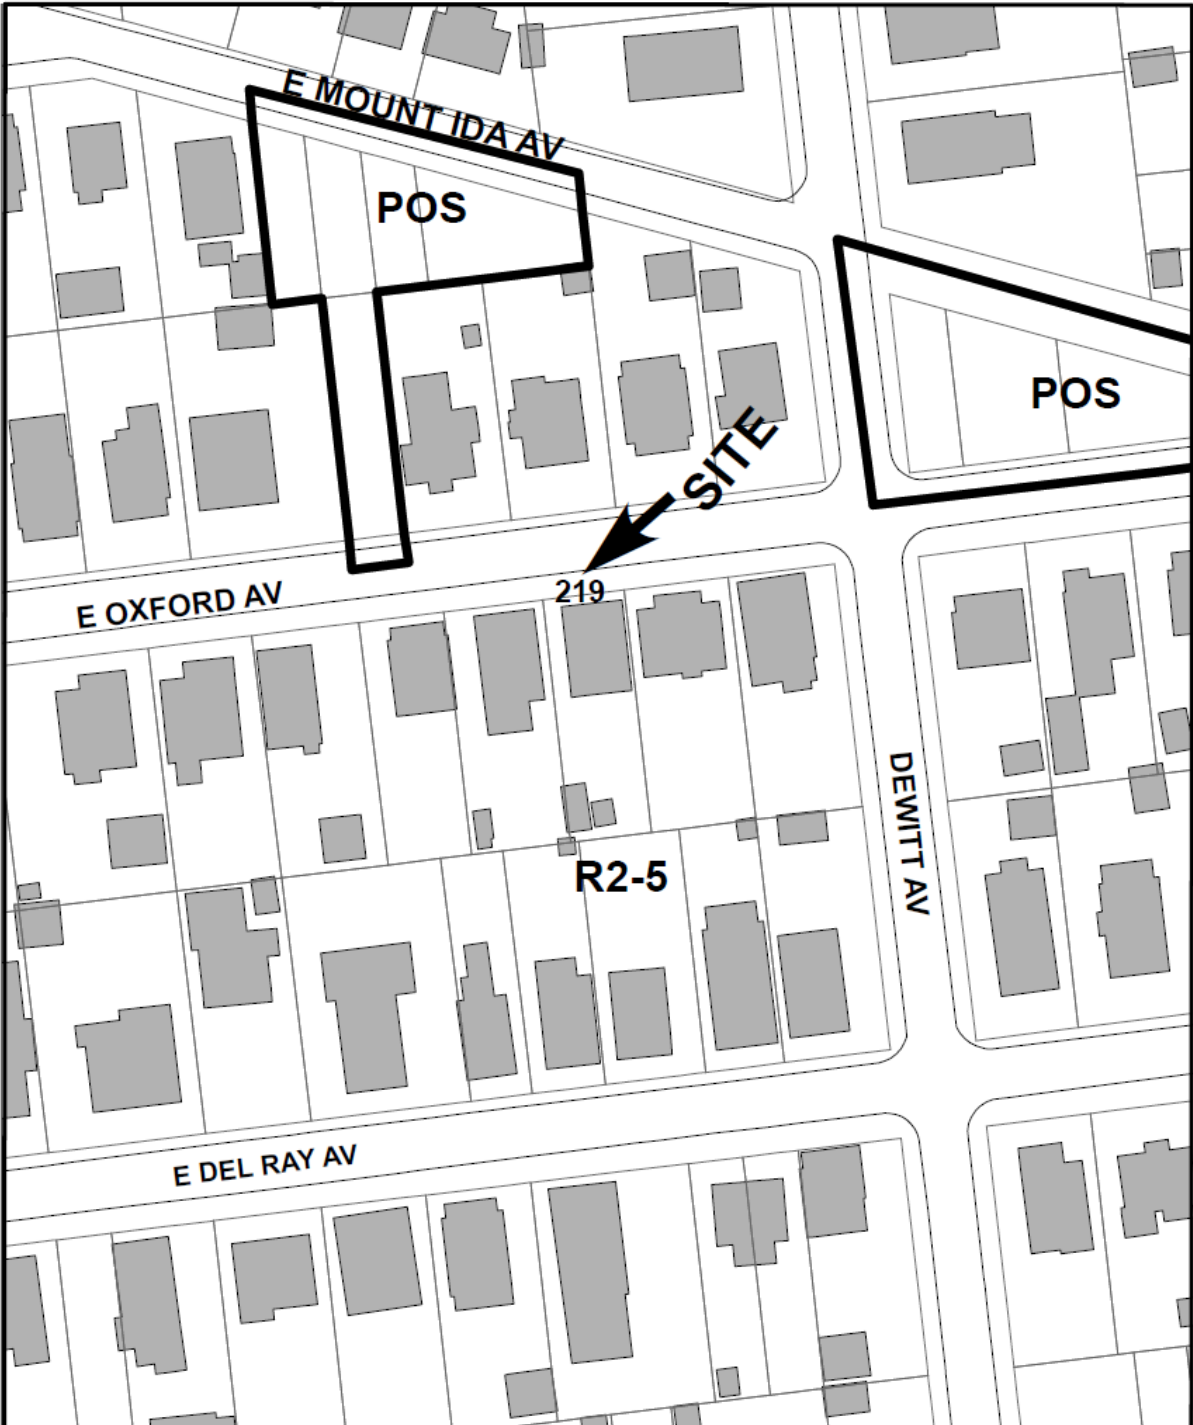 E MOUNT IDA AV
POS
POS
SITE
219
E OXFORD AV
DEWITT AV
R2-5
E DEL RAY AV